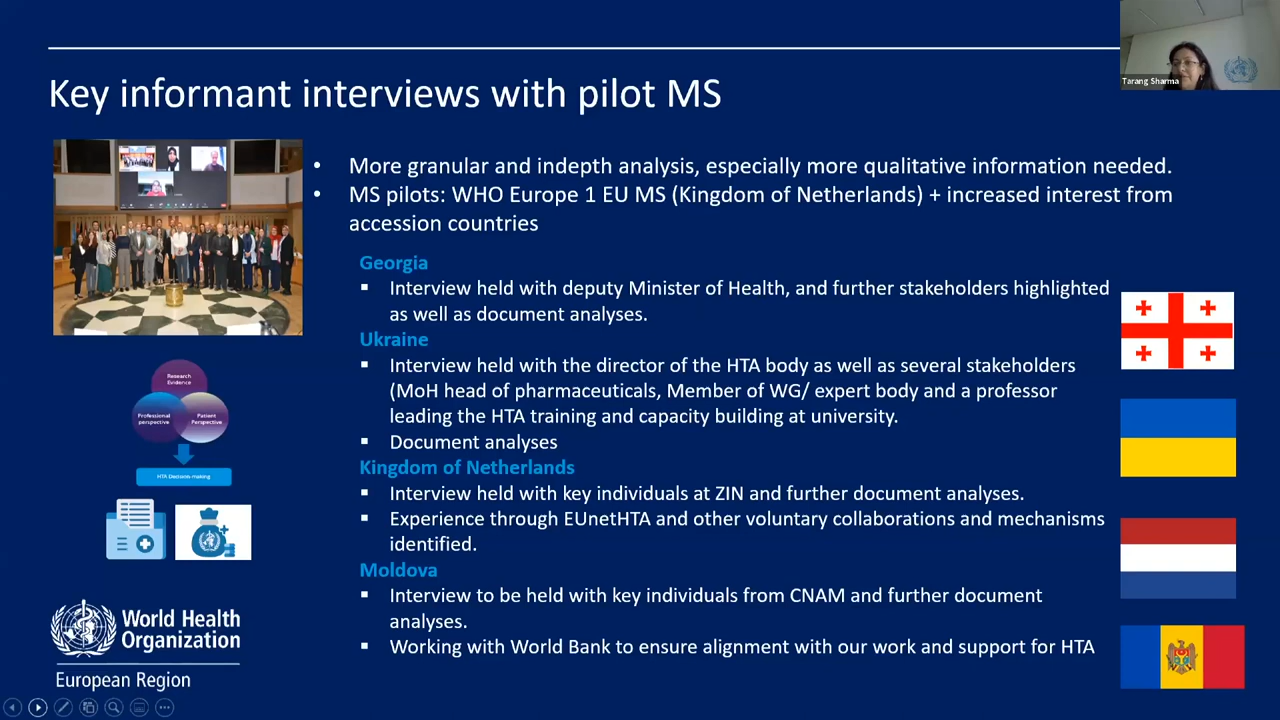 Tarang Sharma
Key informant interviews with pilot MS
• More granular and indepth analysis, especially more qualitative information needed.
• MS pilots: WHO Europe 1 EU MS (Kingdom of Netherlands) + increased interest from
accession countries
Georgia
▪ Interview held with deputy Minister of Health, and further stakeholders highlighted
as well as document analyses.
Ukraine
▪ Interview held with the director of the HTA body as well as several stakeholders
(MoH head of pharmaceuticals, Member of WG/ expert body and a professor
leading the HTA training and capacity building at university.
▪ Document analyses
Kingdom of Netherlands
▪ Interview held with key individuals at ZIN and further document analyses.
▪ Experience through EUnetHTA and other voluntary collaborations and mechanisms
identified.
Moldova
▪ Interview to be held with key individuals from CNAM and further document
analyses.
▪ Working with World Bank to ensure alignment with our work and support for HTA
Research
Evidence
Professional
perspective
Patient
Perspective
HTA Decision-making
World Health
Organization
European Region